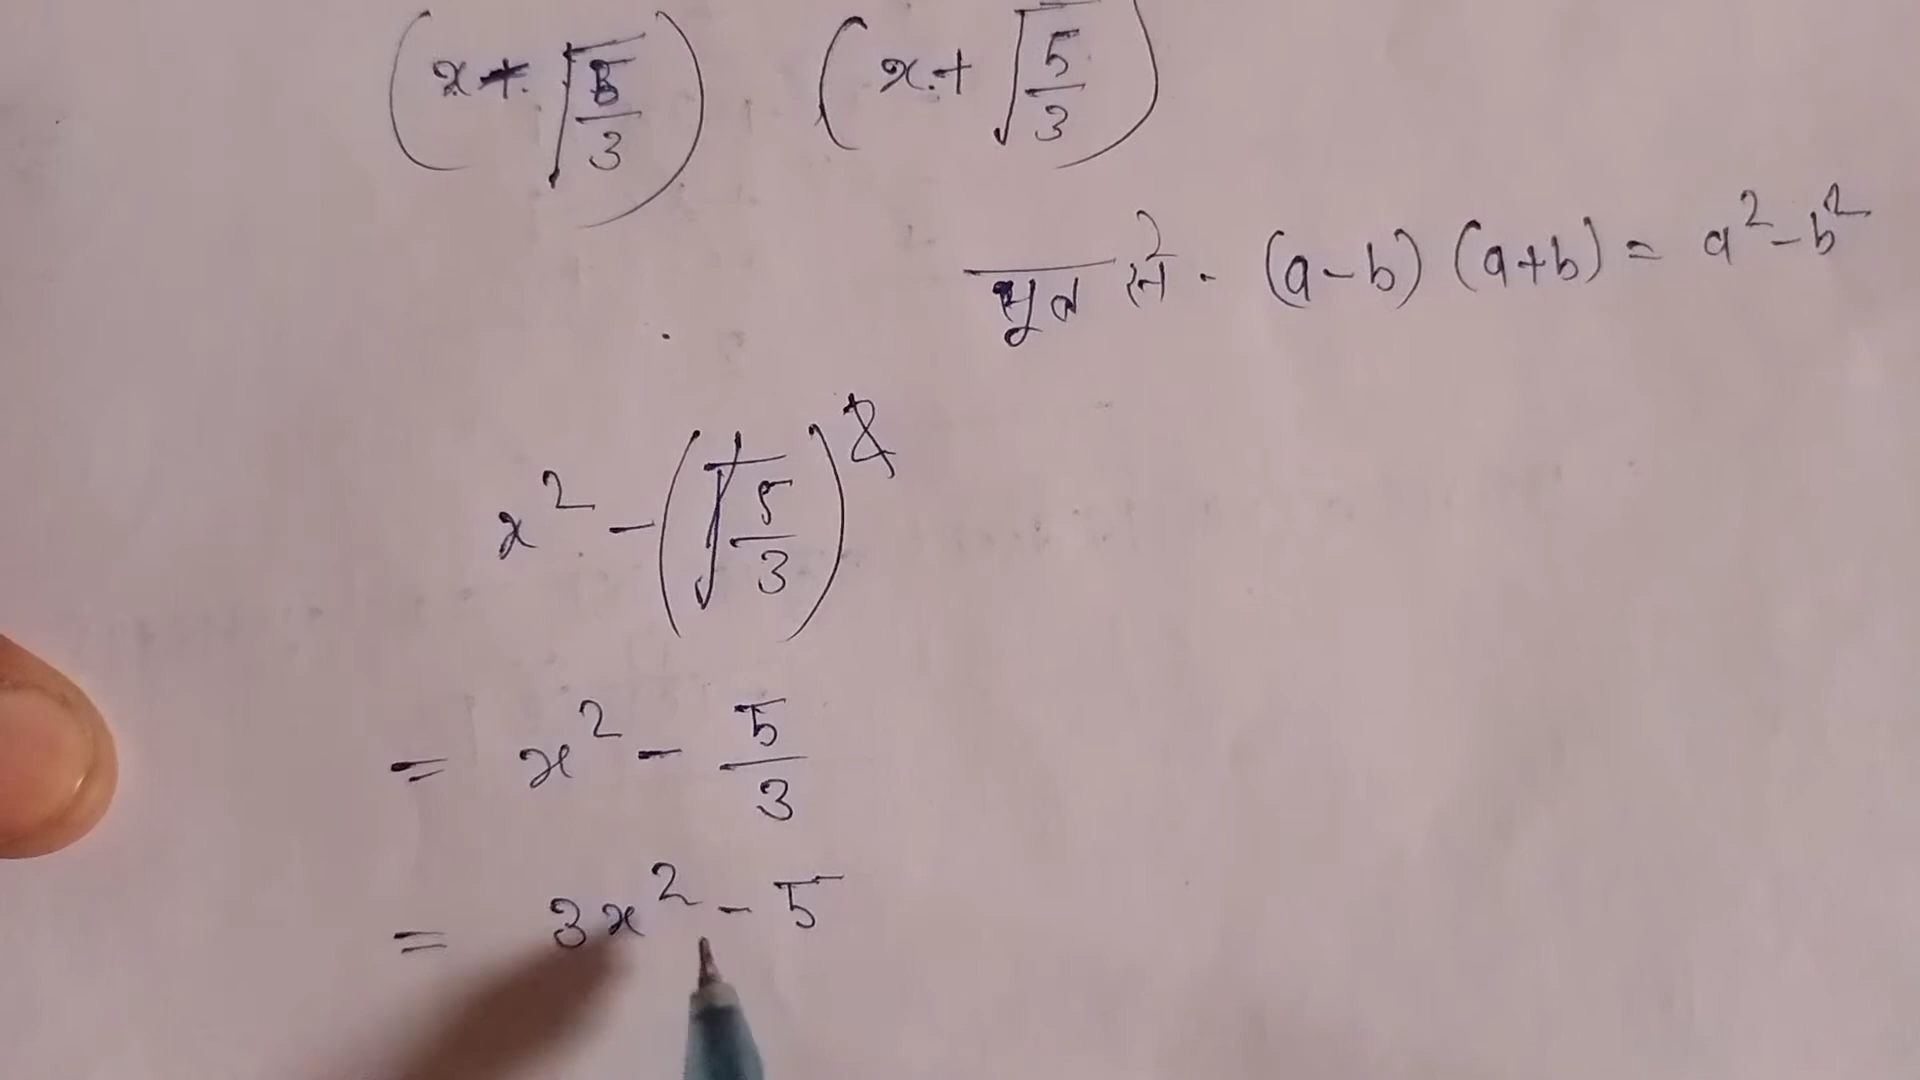 (x - √5/3) (x + √5/3)
सूत्र से - (a-b) (a+b) = a² - b²
x² - (√5/3)²
= x² - 5/3
= 3x² - 5